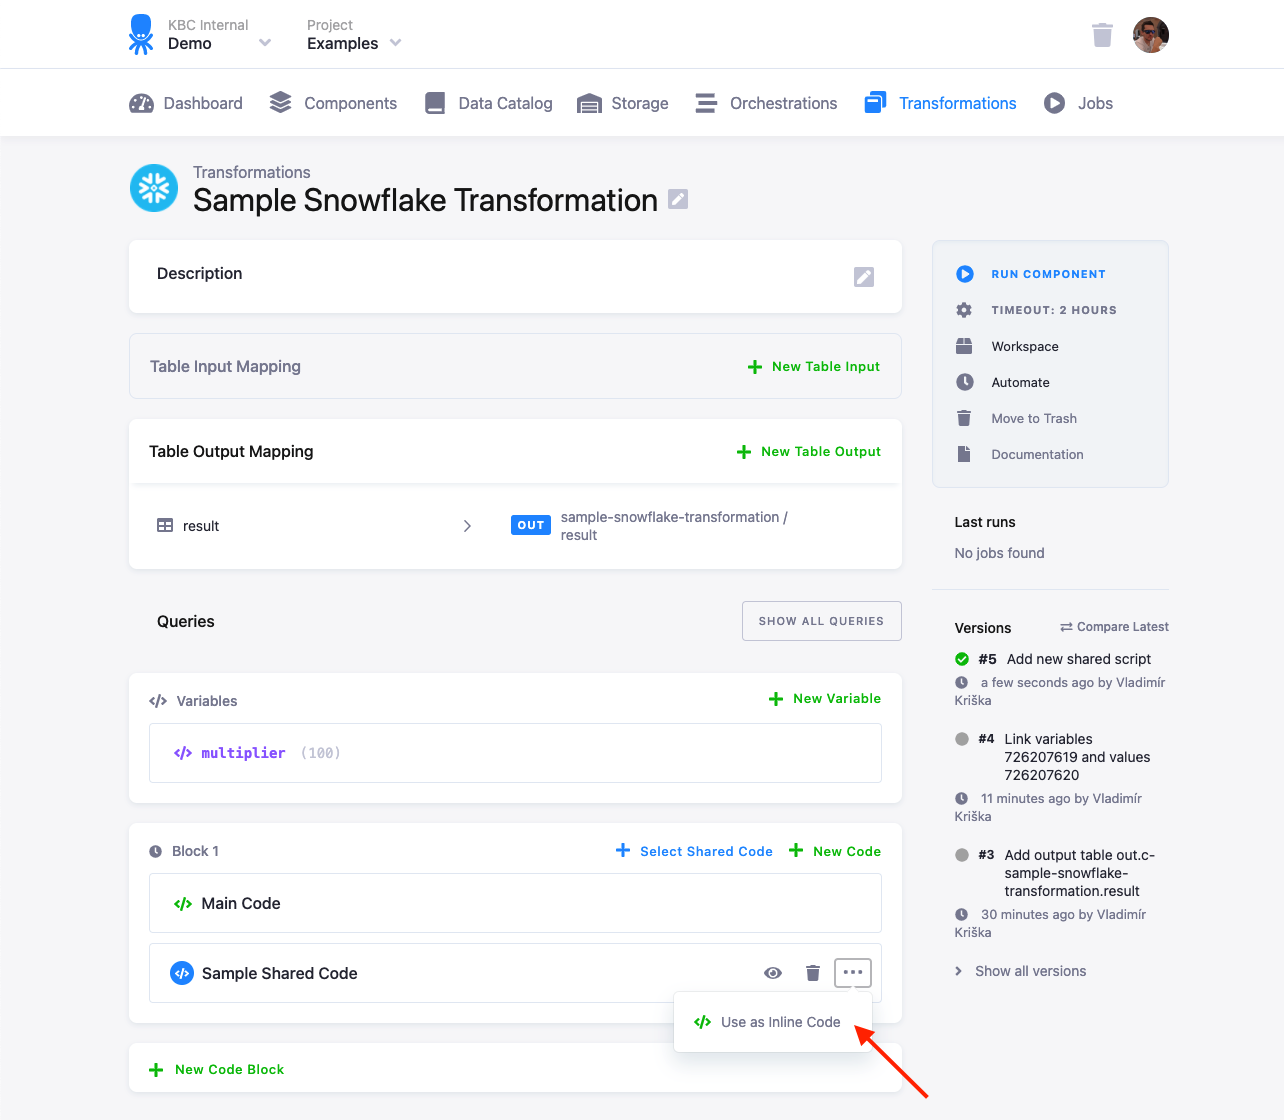 KBC Internal
Demo
Project
Examples
Dashboard
Components
Data Catalog
Storage
Orchestrations
Transformations
Jobs
Transformations
Sample Snowflake Transformation
Description
Table Input Mapping
New Table Input
Table Output Mapping
New Table Output
result
OUT
sample-snowflake-transformation /
result
Queries
SHOW ALL QUERIES
Variables
New Variable
multiplier (100)
Block 1
Select Shared Code
New Code
Main Code
Sample Shared Code
Use as Inline Code
New Code Block
RUN COMPONENT
TIMEOUT: 2 HOURS
Workspace
Automate
Move to Trash
Documentation
Last runs
No jobs found
Versions
Compare Latest
#5 Add new shared script
a few seconds ago by Vladimír
Kriška
#4 Link variables
726207619 and values
726207620
11 minutes ago by Vladimír
Kriška
#3 Add output table out.c-
sample-snowflake-
transformation.result
30 minutes ago by Vladimír
Kriška
Show all versions